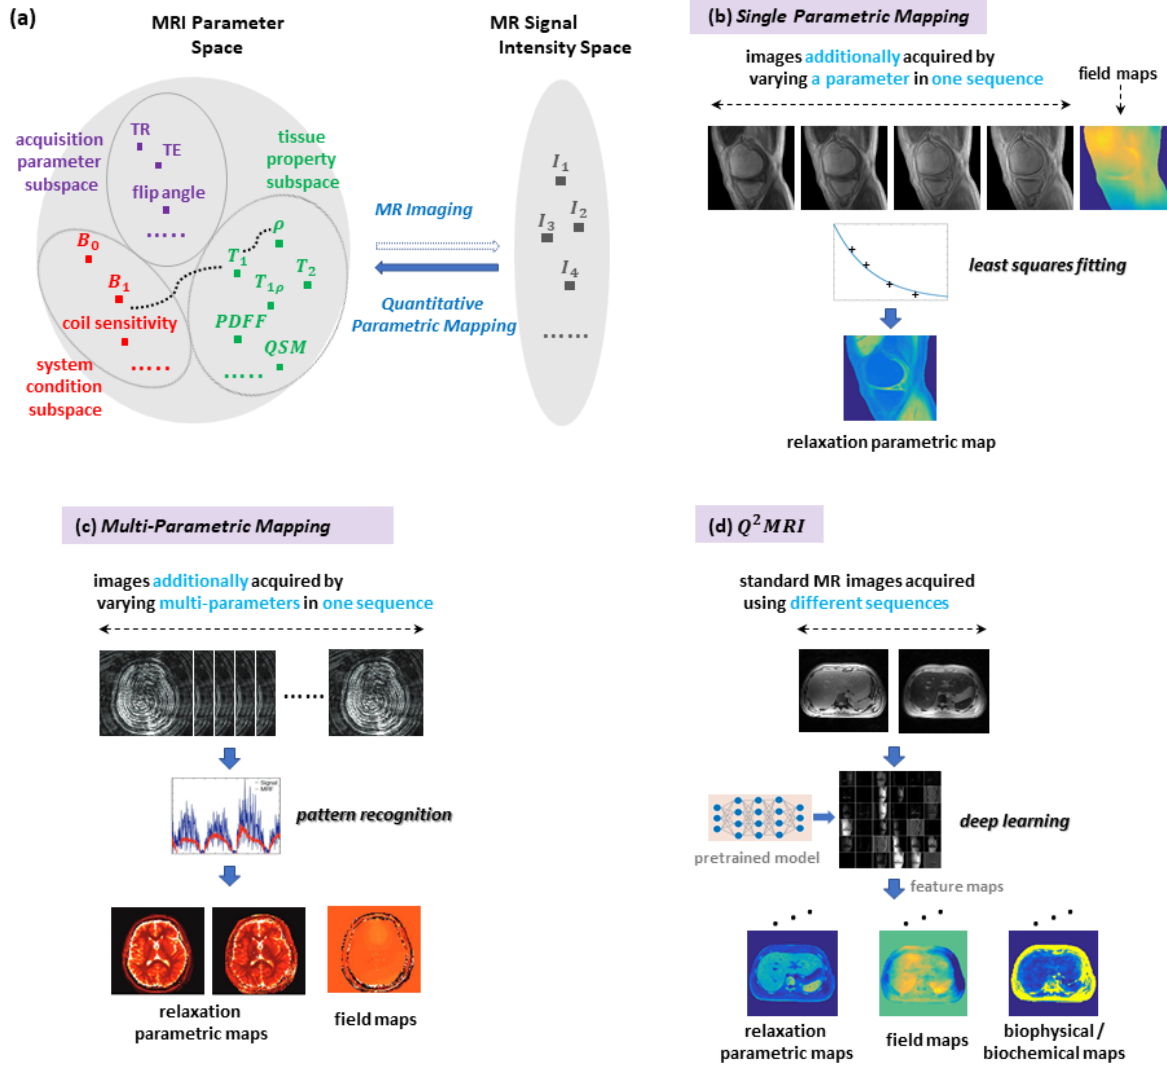 (a)
MRI Parameter
Space
MR Signal
Intensity Space
acquisition
parameter
subspace
TR
TE
flip angle
.....
tissue
property
subspace
B₀
B₁
coil sensitivity
.....
system
condition
subspace
ρ
T₁
T₂
T₁ρ
PDFF
QSM
.....
MR Imaging
Quantitative
Parametric Mapping
I₁
I₂
I₃
I₄
......
(b) Single Parametric Mapping
images additionally acquired by
varying a parameter in one sequence
field maps
least squares fitting
relaxation parametric map
(c) Multi-Parametric Mapping
images additionally acquired by
varying multi-parameters in one sequence
......
Signal
MRF
pattern recognition
relaxation
parametric maps
field maps
(d) Q² MRI
standard MR images acquired
using different sequences
pretrained model
deep learning
feature maps
relaxation
parametric maps
field maps
biophysical /
biochemical maps